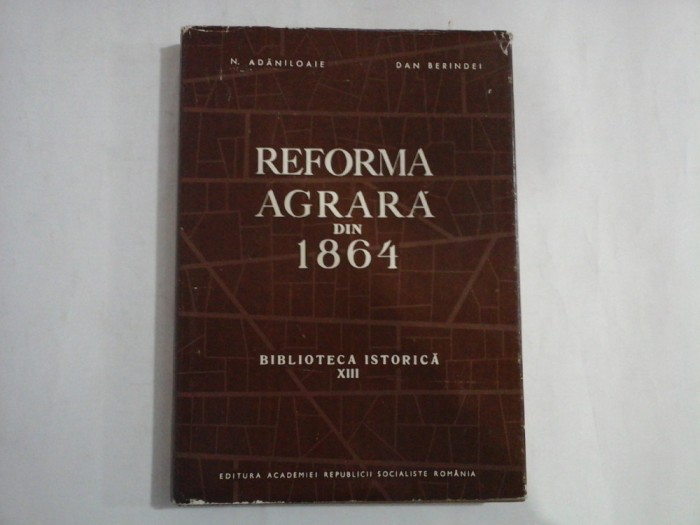 N. ADĂNILOAIE DAN BERINDEI
REFORMA
AGRARĂ
DIN
1864
BIBLIOTECA ISTORICĂ
XIII
EDITURA ACADEMIEI REPUBLICII SOCIALISTE ROMÂNIA